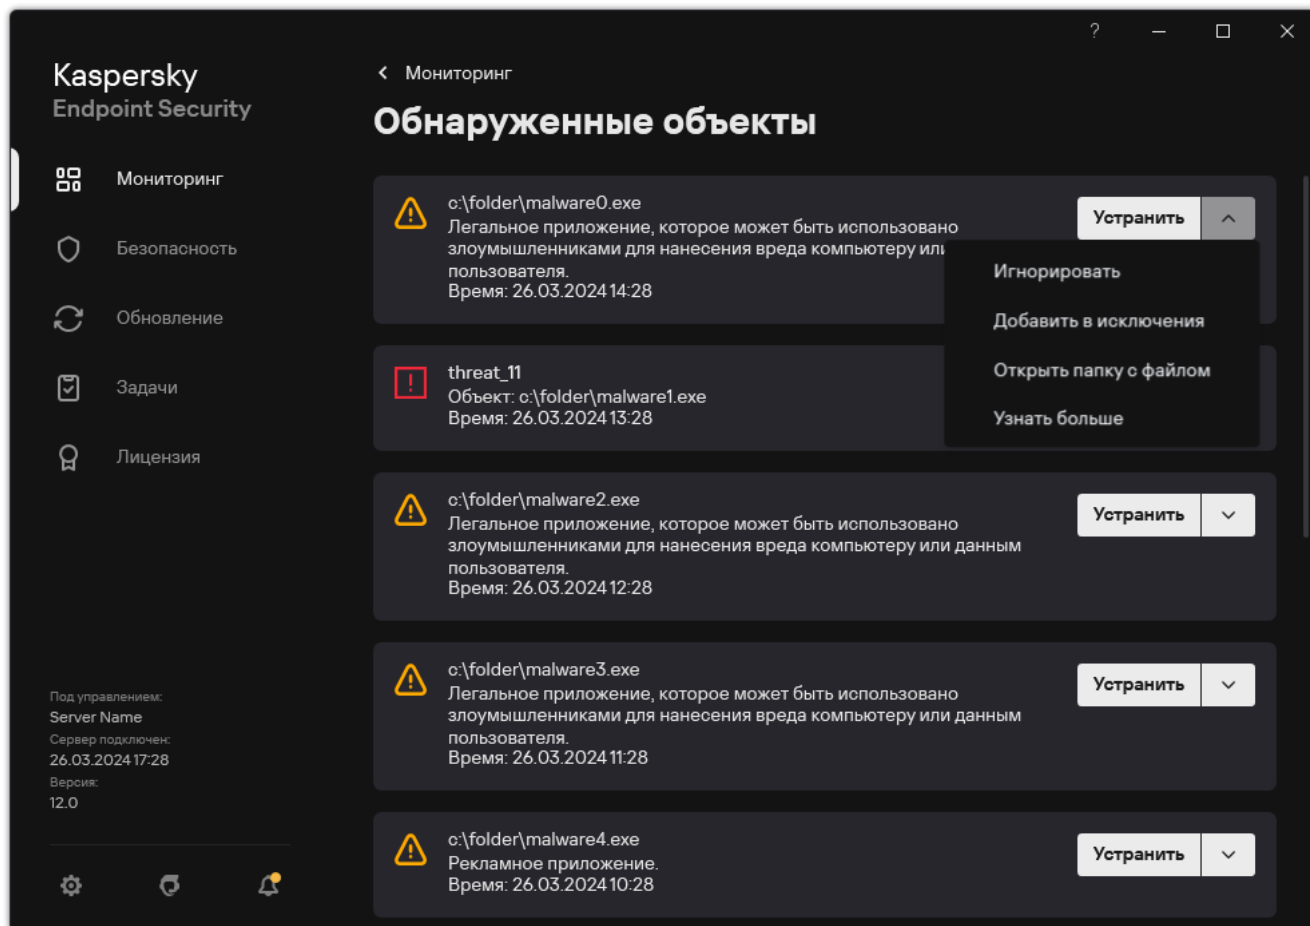 ?
Kaspersky
Endpoint Security
Мониторинг
Безопасность
Обновление
Задачи
Лицензия
Под управлением:
Server Name
Сервер подключен:
26.03.2024 17:28
Версия:
12.0
Мониторинг
Обнаруженные объекты
c:\folder\malware0.exe
Легальное приложение, которое может быть использовано
злоумышленниками для нанесения вреда компьютеру или
пользователя.
Время: 26.03.2024 14:28
Устранить
Игнорировать
Добавить в исключения
Открыть папку с файлом
Узнать больше
threat_11
Объект: c:\folder\malware1.exe
Время: 26.03.2024 13:28
c:\folder\malware2.exe
Легальное приложение, которое может быть использовано
злоумышленниками для нанесения вреда компьютеру или данным
пользователя.
Время: 26.03.2024 12:28
Устранить
c:\folder\malware3.exe
Легальное приложение, которое может быть использовано
злоумышленниками для нанесения вреда компьютеру или данным
пользователя.
Время: 26.03.2024 11:28
Устранить
c:\folder\malware4.exe
Рекламное приложение.
Время: 26.03.2024 10:28
Устранить